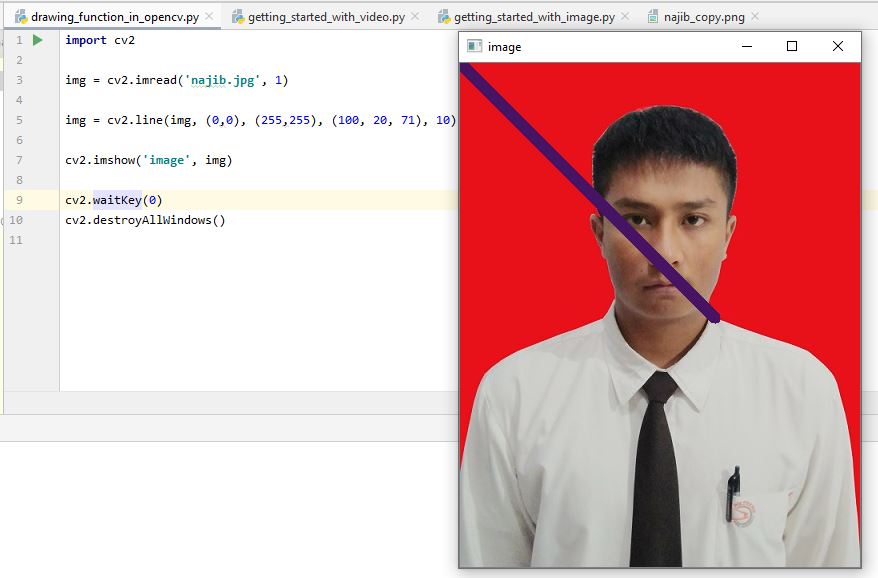 drawing_function_in_opencv.py getting_started_with_video.py getting_started_with_image.py najib_copy.png
image
1 import cv2
2
3 img = cv2.imread('najib.jpg', 1)
4
5 img = cv2.line(img, (0,0), (255,255), (100, 20, 71), 10)
6
7 cv2.imshow('image', img)
8
9 cv2.waitKey(0)
10 cv2.destroyAllWindows()
11